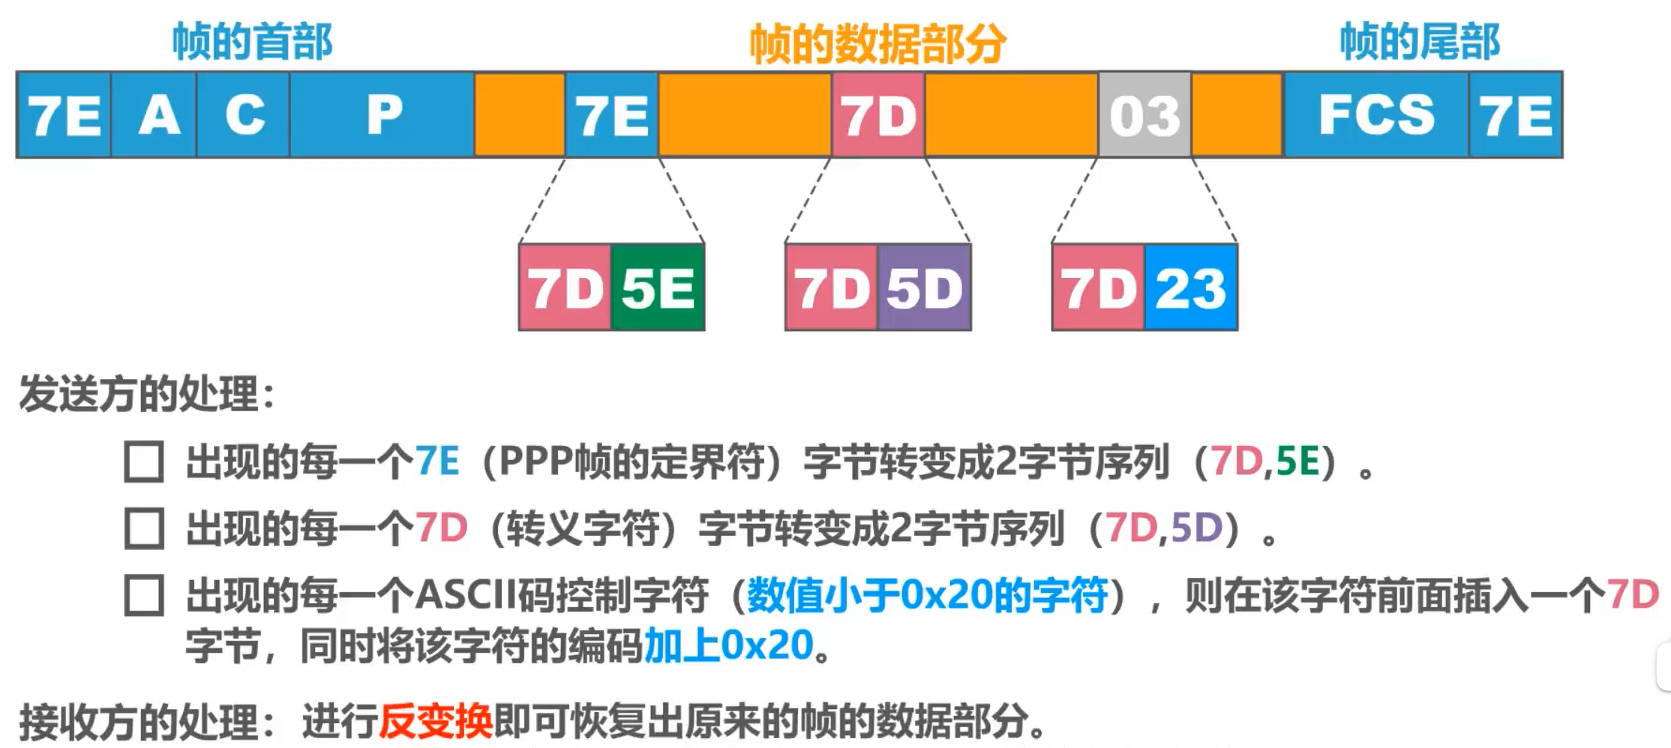 帧的首部 帧的数据部分 帧的尾部
7E A C P 7E 7D 03 FCS 7E
7D 5E 7D 5D 7D 23
发送方的处理：
出现的每一个7E（PPP帧的定界符）字节转变成2字节序列（7D,5E）。
出现的每一个7D（转义字符）字节转变成2字节序列（7D,5D）。
出现的每一个ASCII码控制字符（数值小于0x20的字符），则在该字符前面插入一个7D
字节，同时将该字符的编码加上0x20。
接收方的处理：进行反变换即可恢复出原来的帧的数据部分。